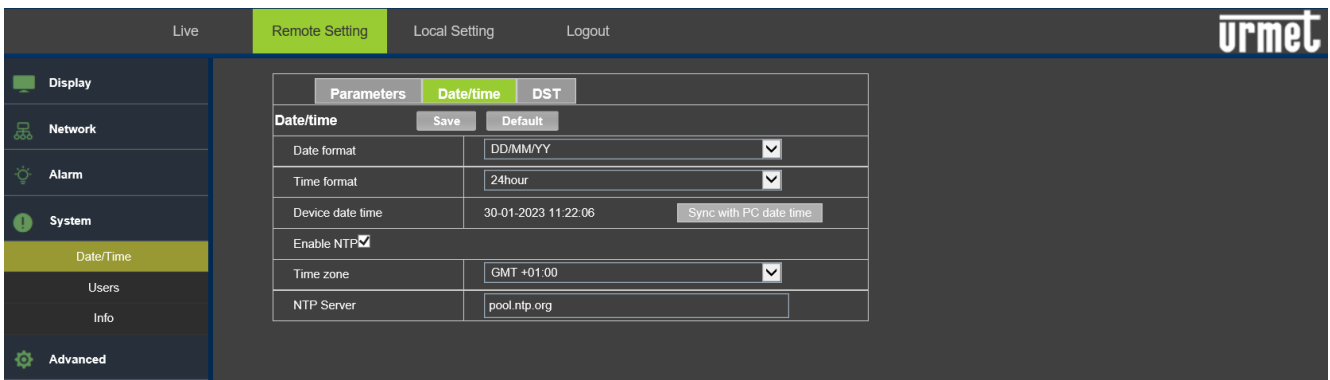 Live Remote Setting Local Setting Logout urmet
Display
Network
Alarm
System
Date/Time
Users
Info
Advanced
Parameters Date/time DST
Date/time Save Default
Date format DD/MM/YY
Time format 24hour
Device date time 30-01-2023 11:22:06 Sync with PC date time
Enable NTP
Time zone GMT +01:00
NTP Server pool.ntp.org